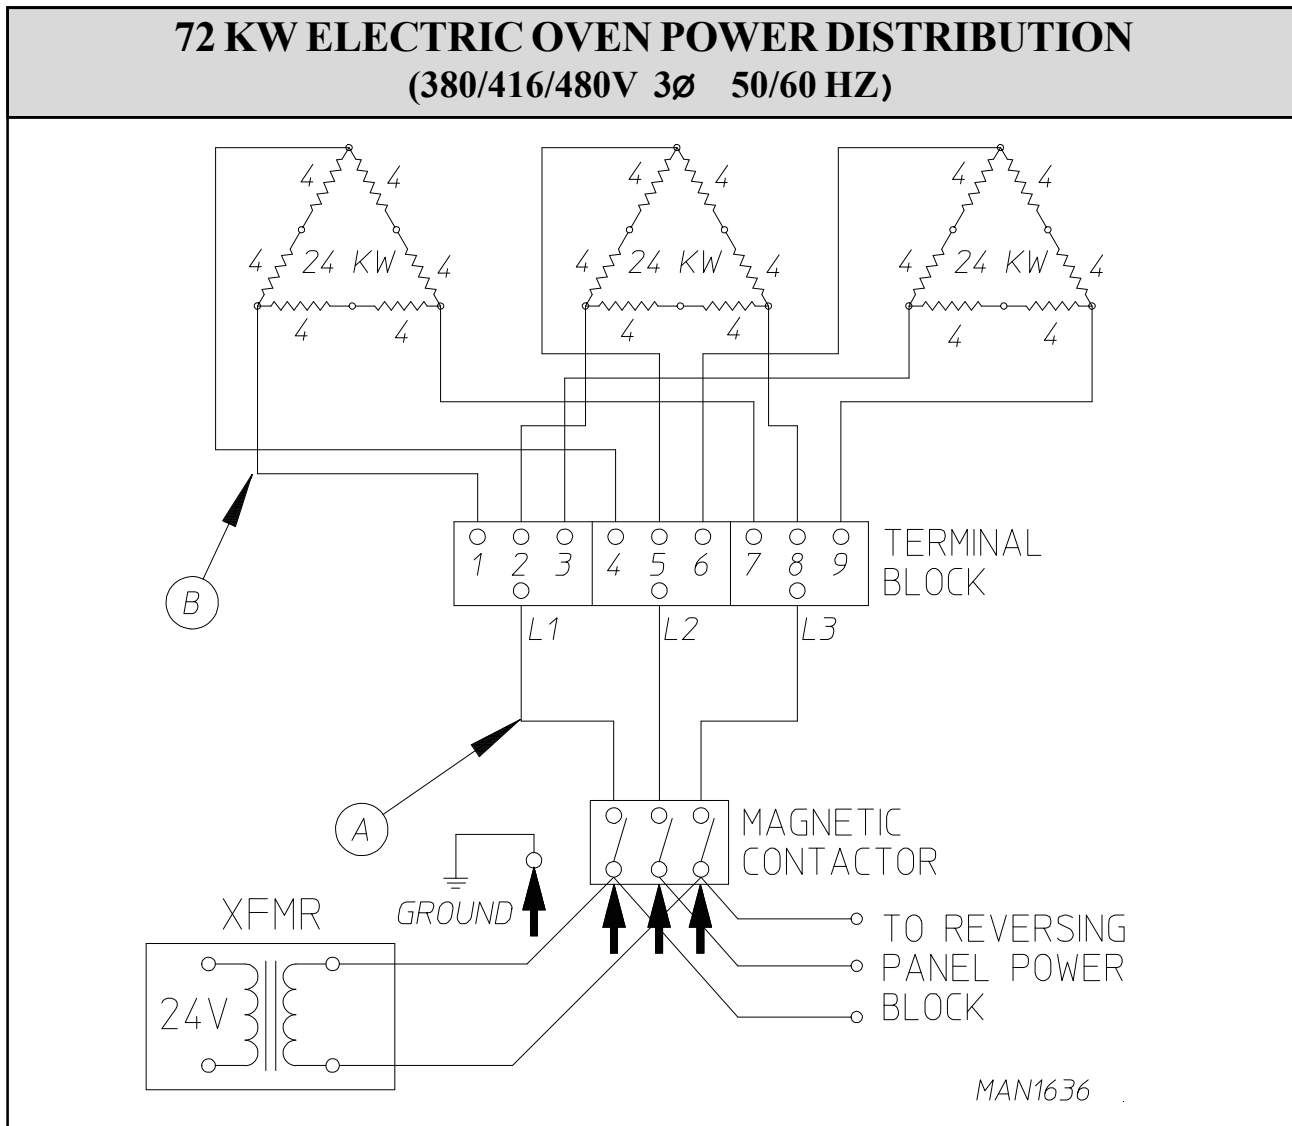 72 KW ELECTRIC OVEN POWER DISTRIBUTION
(380/416/480V 3Ø 50/60 HZ)
4 4 4 4 4 4
4 24 KW 4 4 24 KW 4 4 24 KW 4
4 4 4 4 4 4
1 2 3 4 5 6 7 8 9
TERMINAL
BLOCK
B
L1 L2 L3
A
MAGNETIC
CONTACTOR
GROUND
XFMR
24V
TO REVERSING
PANEL POWER
BLOCK
MAN1636